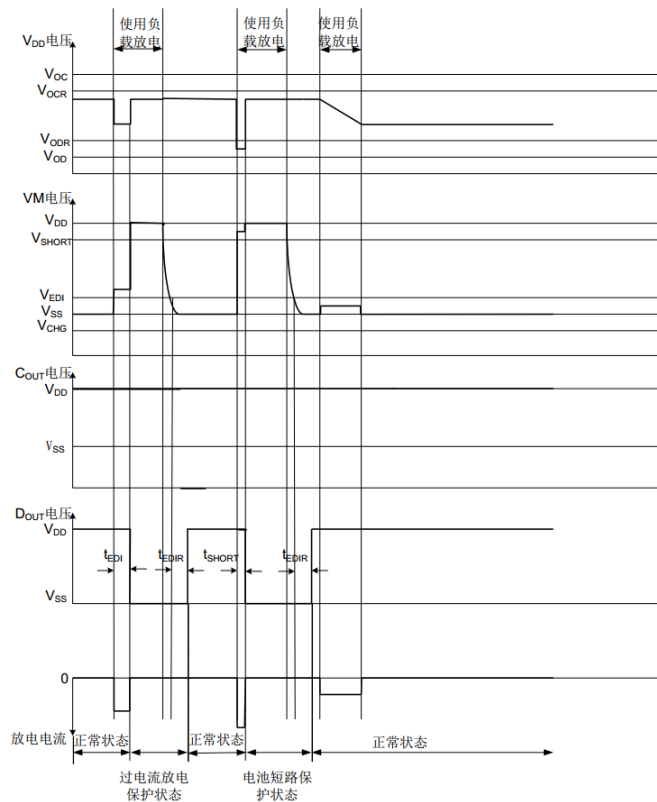 使用负
载放电
使用负
载放电
使用负
载放电
VDD电压
VOC
VOCR
VODR
VOD
VM电压
VDD
VSHORT
VEDI
VSS
VCHG
COUT电压
VDD
VSS
DOUT电压
VDD
tEDI
tEDIR
tSHORT
tEDIR
VSS
0
放电电流
正常状态
正常状态
正常状态
过电流放电
保护状态
电池短路保
护状态